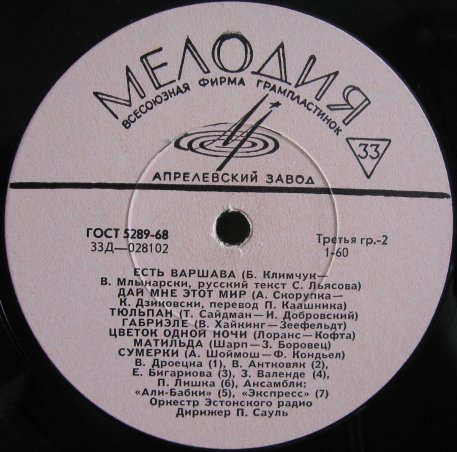 МЕЛОДИЯ
ВСЕСОЮЗНАЯ ФИРМА ГРАМПЛАСТИНОК
33
АПРЕЛЕВСКИЙ ЗАВОД
ГОСТ 5289-68
33Д—028102
Третья гр.-2
1-60
ЕСТЬ ВАРШАВА (Б. Климчук—
В. Млынарски, русский текст С. Льясова)
ДАЙ МНЕ ЭТОТ МИР (А. Скорупка—
К. Дзиковски, перевод П. Каашника)
ТЮЛЬПАН (Т. Сайдман—И. Добровский)
ГАБРИЭЛЕ (В. Хайкинг—Зеефельдт)
ЦВЕТОК ОДНОЙ НОЧИ (Лоранс—Кофта)
МАТИЛЬДА (Шарп—З. Боровец)
СУМЕРКИ (А. Шоймош—Ф. Кондьел)
В. Дроецка (1), В. Антковяк (2),
Е. Бигариова (3), З. Валенде (4),
П. Лишка (6), Ансамбли:
«Али-Бабки» (5), «Экспресс» (7)
Оркестр Эстонского радио
Дирижер П. Сауль